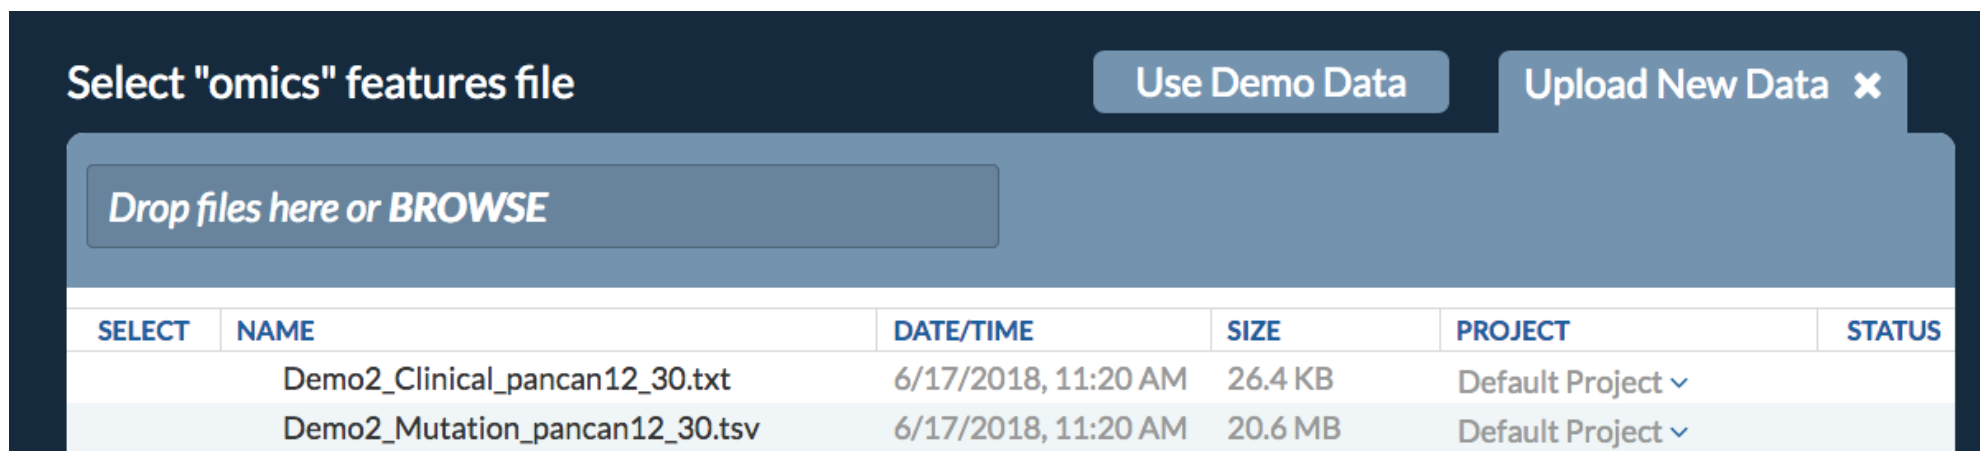 Select "omics" features file Use Demo Data Upload New Data ✖
Drop files here or BROWSE
SELECT NAME DATE/TIME SIZE PROJECT STATUS
Demo2_Clinical_pancan12_30.txt 6/17/2018, 11:20 AM 26.4 KB Default Project
Demo2_Mutation_pancan12_30.tsv 6/17/2018, 11:20 AM 20.6 MB Default Project